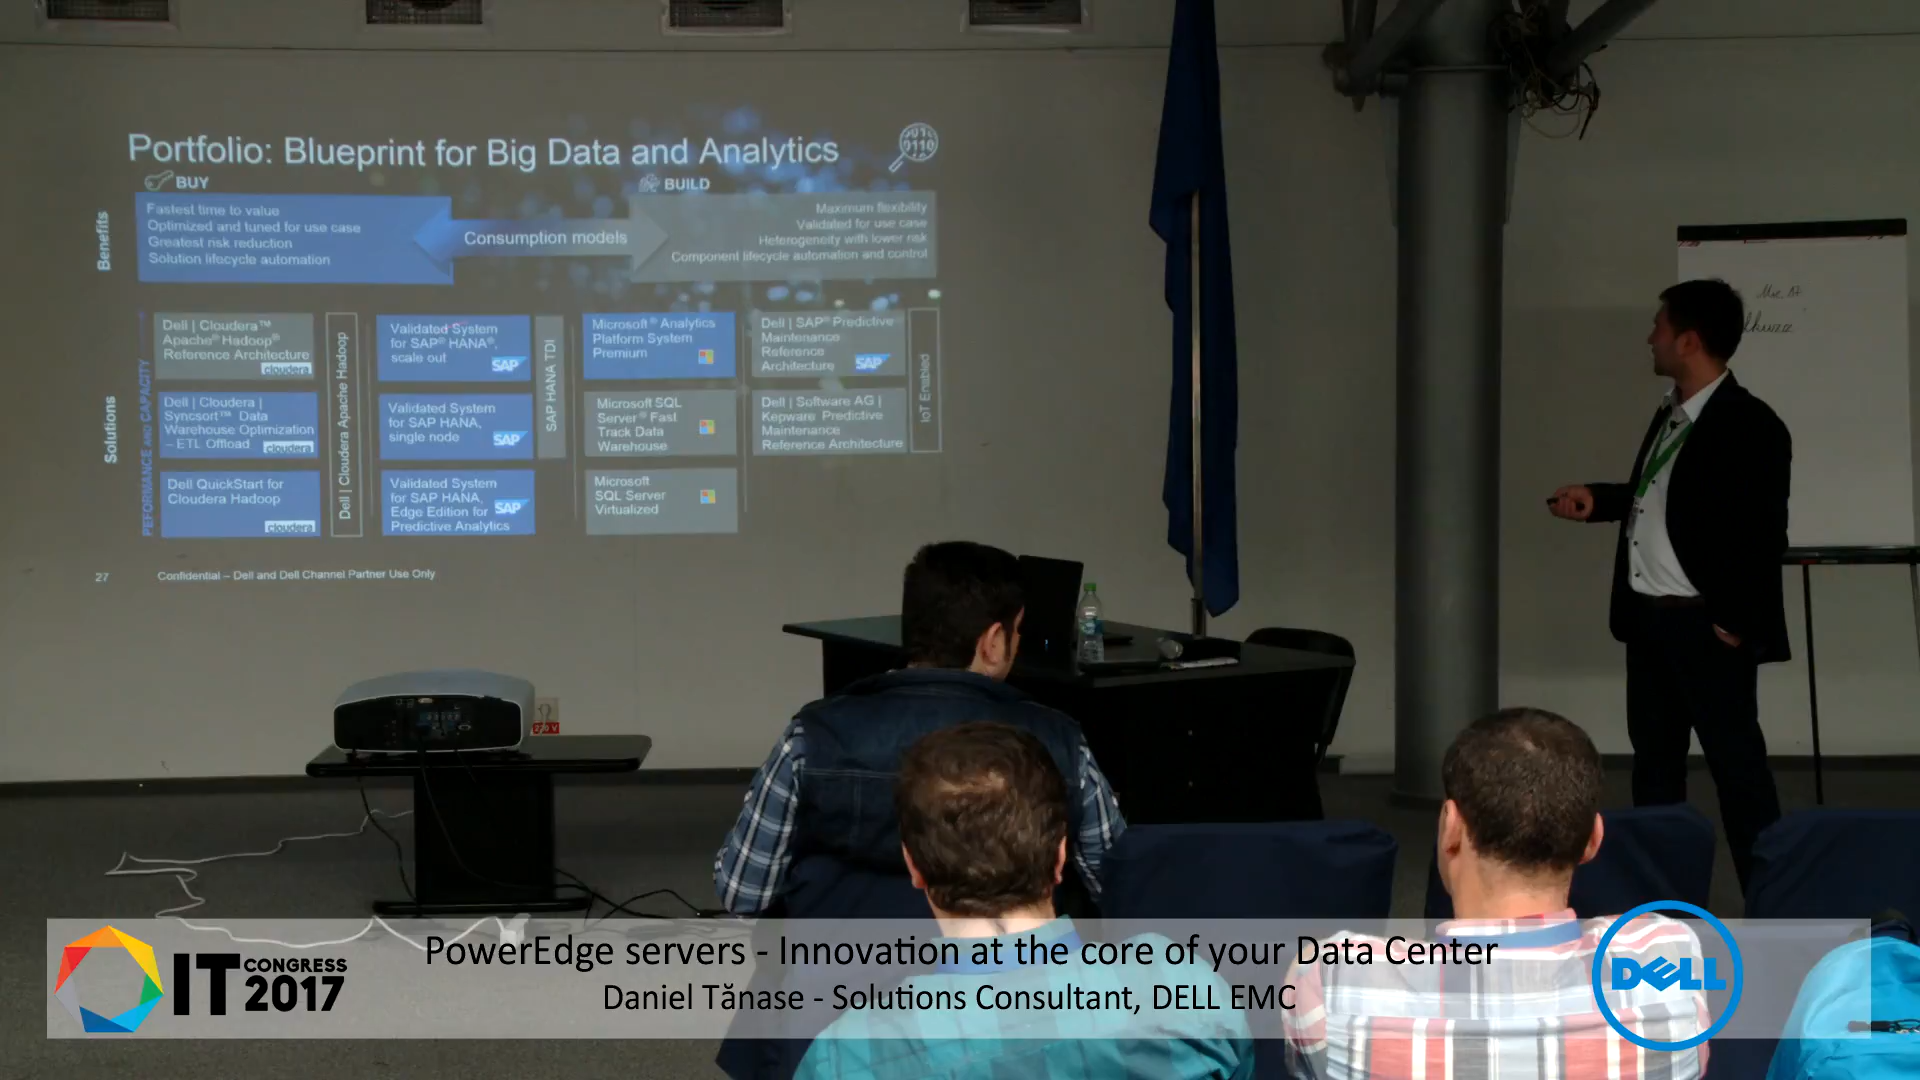 Portfolio: Blueprint for Big Data and Analytics
BUY
BUILD
Benefits
Fastest time to value
Optimized and tuned for use case
Greatest risk reduction
Solution lifecycle automation
Consumption models
Maximum flexibility
Validated for use case
Heterogeneity with lower risk
Component lifecycle automation and control
Solutions
PEFORMANCE AND CAPACITY
Dell | Cloudera™
Apache® Hadoop®
Reference Architecture
cloudera
Dell | Cloudera |
Syncsort™ Data
Warehouse Optimization
– ETL Offload
cloudera
Dell QuickStart for
Cloudera Hadoop
cloudera
Dell | Cloudera Apache Hadoop
Validated System
for SAP® HANA®,
scale out
SAP
Validated System
for SAP HANA,
single node
SAP
Validated System
for SAP HANA,
Edge Edition for
Predictive Analytics
SAP
SAP HANA TDI
Microsoft® Analytics
Platform System
Premium
Microsoft SQL
Server® Fast
Track Data
Warehouse
Microsoft
SQL Server
Virtualized
Dell | SAP® Predictive
Maintenance
Reference
Architecture
SAP
Dell | Software AG |
Kepware Predictive
Maintenance
Reference Architecture
IoT Enabled
27
Confidential – Dell and Dell Channel Partner Use Only
IT CONGRESS
2017
PowerEdge servers - Innovation at the core of your Data Center
Daniel Tănase - Solutions Consultant, DELL EMC
DELL